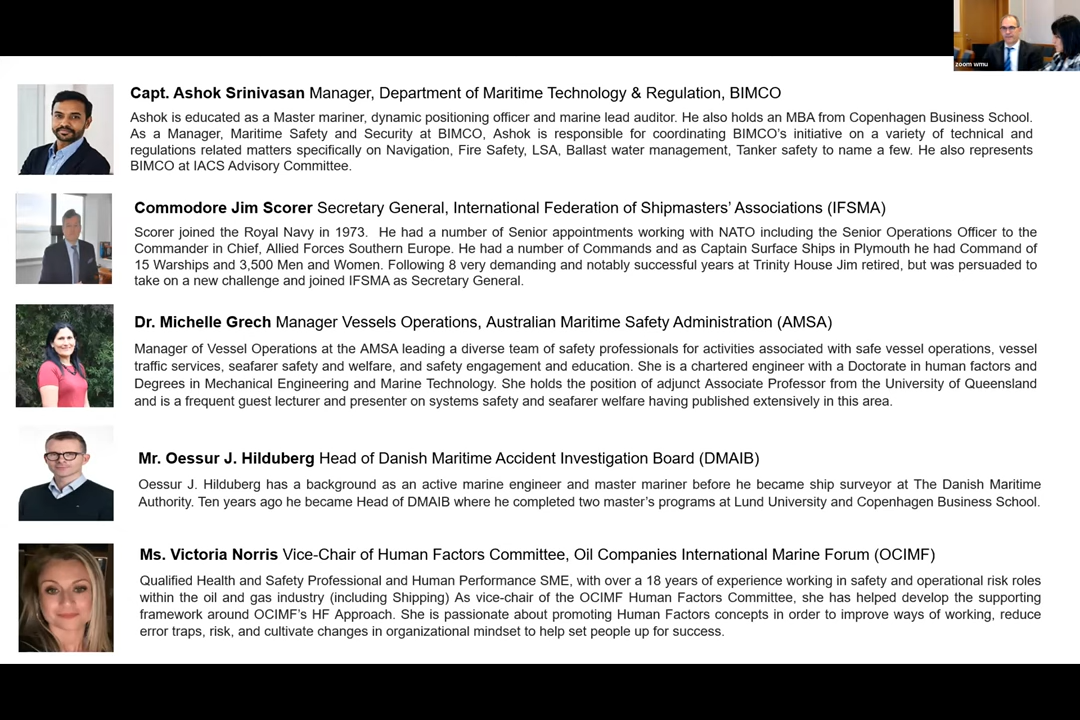 zoom wmu
Capt. Ashok Srinivasan Manager, Department of Maritime Technology & Regulation, BIMCO
Ashok is educated as a Master mariner, dynamic positioning officer and marine lead auditor. He also holds an MBA from Copenhagen Business School.
As a Manager, Maritime Safety and Security at BIMCO, Ashok is responsible for coordinating BIMCO's initiative on a variety of technical and
regulations related matters specifically on Navigation, Fire Safety, LSA, Ballast water management, Tanker safety to name a few. He also represents
BIMCO at IACS Advisory Committee.
Commodore Jim Scorer Secretary General, International Federation of Shipmasters' Associations (IFSMA)
Scorer joined the Royal Navy in 1973. He had a number of Senior appointments working with NATO including the Senior Operations Officer to the
Commander in Chief, Allied Forces Southern Europe. He had a number of Commands and as Captain Surface Ships in Plymouth he had Command of
15 Warships and 3,500 Men and Women. Following 8 very demanding and notably successful years at Trinity House Jim retired, but was persuaded to
take on a new challenge and joined IFSMA as Secretary General.
Dr. Michelle Grech Manager Vessels Operations, Australian Maritime Safety Administration (AMSA)
Manager of Vessel Operations at the AMSA leading a diverse team of safety professionals for activities associated with safe vessel operations, vessel
traffic services, seafarer safety and welfare, and safety engagement and education. She is a chartered engineer with a Doctorate in human factors and
Degrees in Mechanical Engineering and Marine Technology. She holds the position of adjunct Associate Professor from the University of Queensland
and is a frequent guest lecturer and presenter on systems safety and seafarer welfare having published extensively in this area.
Mr. Oessur J. Hilduberg Head of Danish Maritime Accident Investigation Board (DMAIB)
Oessur J. Hilduberg has a background as an active marine engineer and master mariner before he became ship surveyor at The Danish Maritime
Authority. Ten years ago he became Head of DMAIB where he completed two master's programs at Lund University and Copenhagen Business School.
Ms. Victoria Norris Vice-Chair of Human Factors Committee, Oil Companies International Marine Forum (OCIMF)
Qualified Health and Safety Professional and Human Performance SME, with over a 18 years of experience working in safety and operational risk roles
within the oil and gas industry (including Shipping) As vice-chair of the OCIMF Human Factors Committee, she has helped develop the supporting
framework around OCIMF's HF Approach. She is passionate about promoting Human Factors concepts in order to improve ways of working, reduce
error traps, risk, and cultivate changes in organizational mindset to help set people up for success.